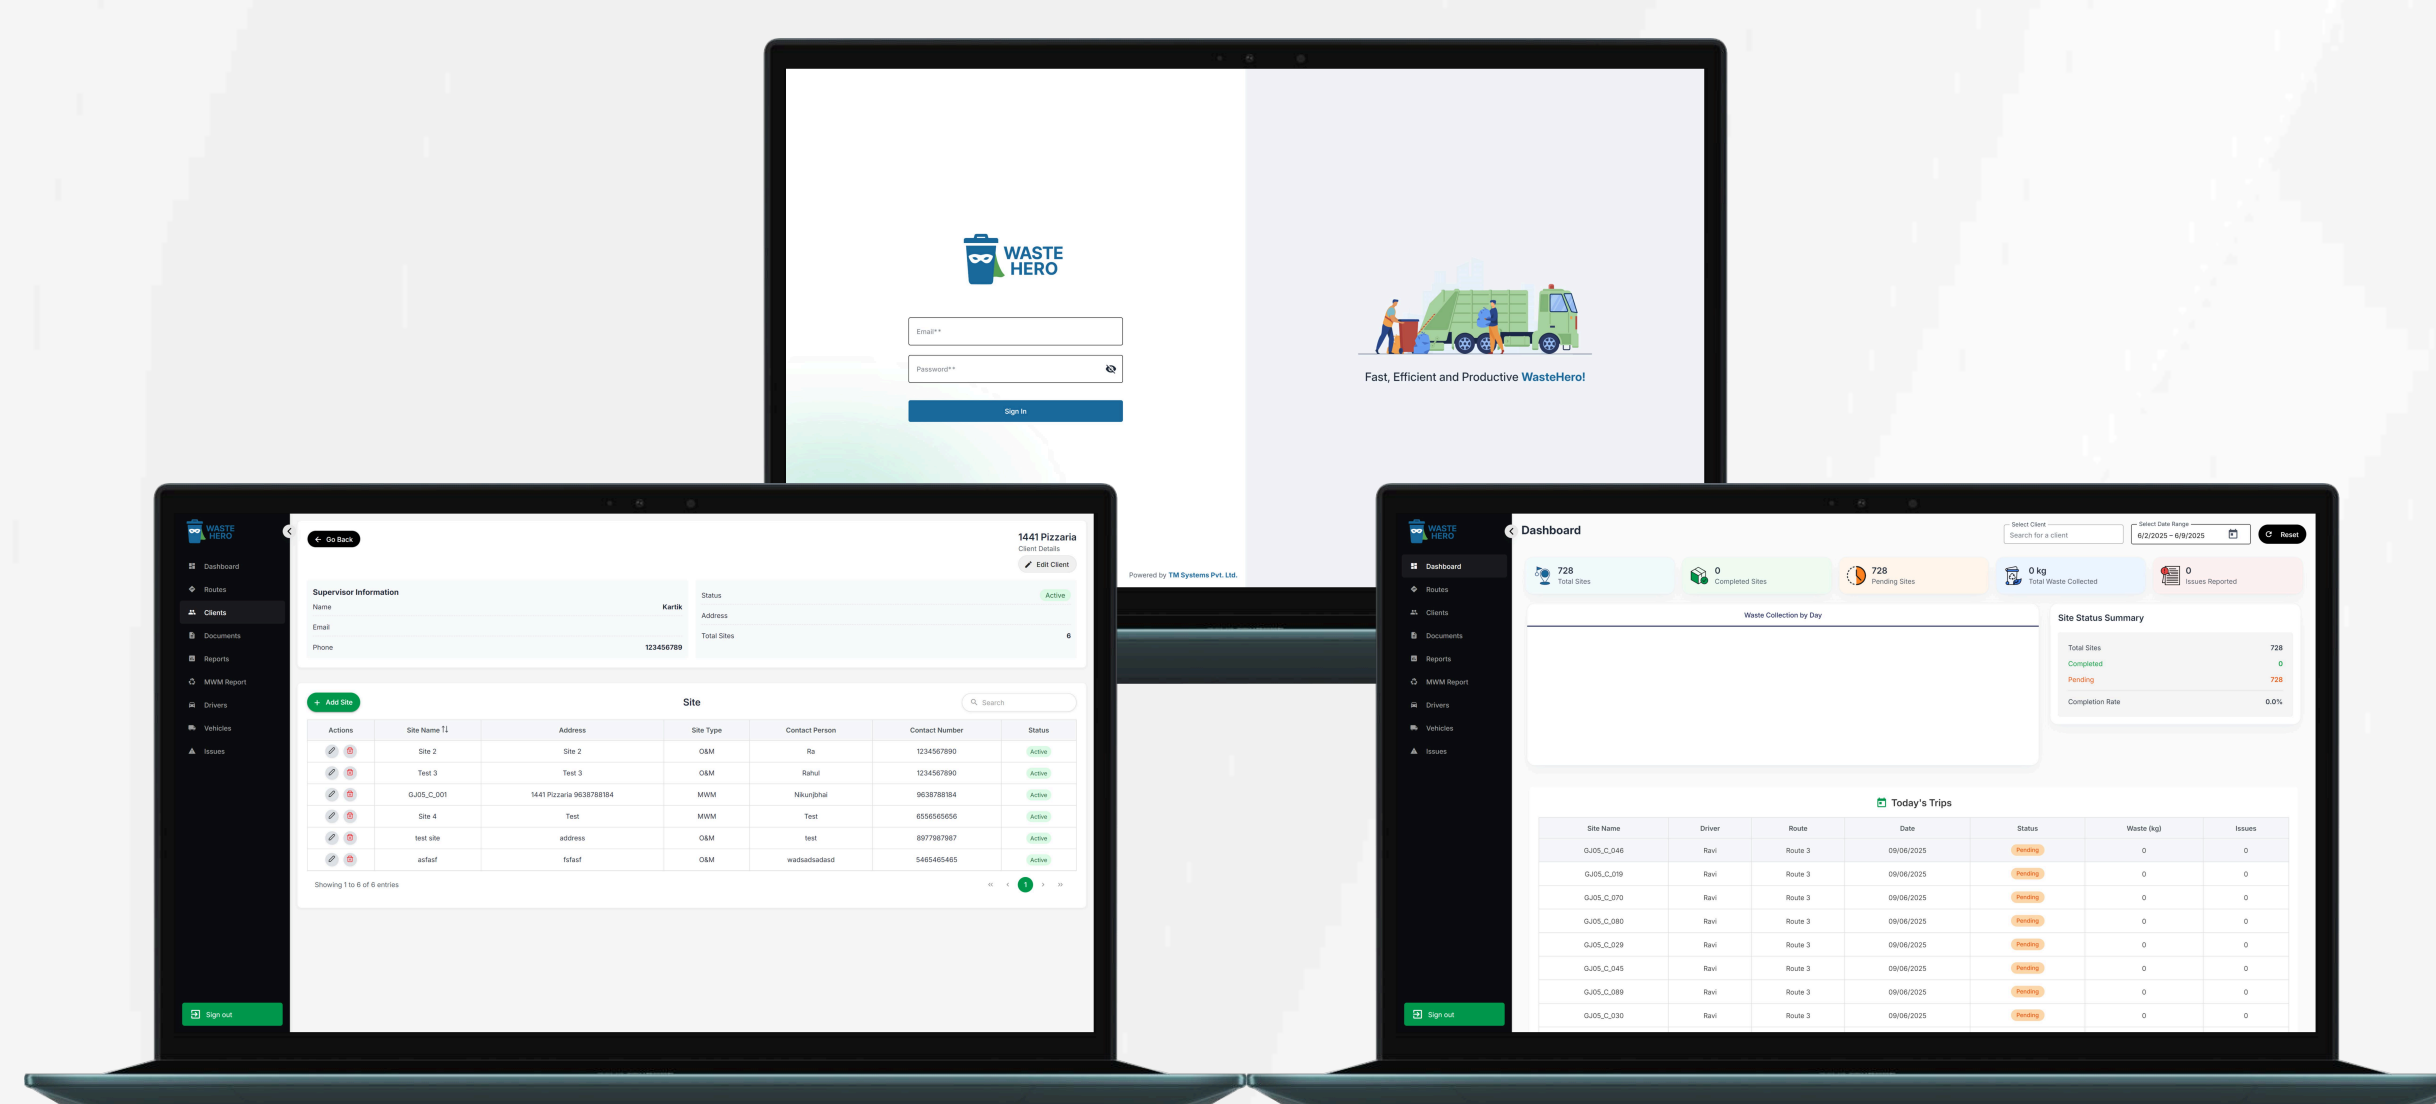 WASTE
HERO
Email**
Password**
Sign In
Powered by TM Systems Pvt. Ltd.
Fast, Efficient and Productive WasteHero!
WASTE
HERO
Dashboard
Routes
Clients
Documents
Reports
MWM Report
Drivers
Vehicles
Issues
Sign out
Go Back
1441 Pizzaria
Client Details
Edit Client
Supervisor Information
Name Kartik
Email
Phone 123456789
Status Active
Address
Total Sites 6
+ Add Site
Site
Search
Actions Site Name Address Site Type Contact Person Contact Number Status
Site 2 Site 2 O&M Ra 1234567890 Active
Test 3 Test 3 O&M Rahul 1234567890 Active
GJ05_C_001 1441 Pizzaria 9638788184 MWM Nikunjbhai 9638788184 Active
Site 4 Test MWM Test 6556565656 Active
test site address O&M test 8977987987 Active
asfasf fsfasf O&M wadsadsadasd 5465465465 Active
Showing 1 to 6 of 6 entries
« ‹ 1 › »
WASTE
HERO
Dashboard
Routes
Clients
Documents
Reports
MWM Report
Drivers
Vehicles
Issues
Sign out
Dashboard
Select Client
Search for a client
Select Date Range
6/2/2025 – 6/9/2025
Reset
728
Total Sites
0
Completed Sites
728
Pending Sites
0 kg
Total Waste Collected
0
Issues Reported
Waste Collection by Day
Site Status Summary
Total Sites 728
Completed 0
Pending 728
Completion Rate 0.0%
Today's Trips
Site Name Driver Route Date Status Waste (kg) Issues
GJ05_C_046 Ravi Route 3 09/06/2025 Pending 0 0
GJ05_C_019 Ravi Route 3 09/06/2025 Pending 0 0
GJ05_C_070 Ravi Route 3 09/06/2025 Pending 0 0
GJ05_C_080 Ravi Route 3 09/06/2025 Pending 0 0
GJ05_C_029 Ravi Route 3 09/06/2025 Pending 0 0
GJ05_C_045 Ravi Route 3 09/06/2025 Pending 0 0
GJ05_C_089 Ravi Route 3 09/06/2025 Pending 0 0
GJ05_C_030 Ravi Route 3 09/06/2025 Pending 0 0